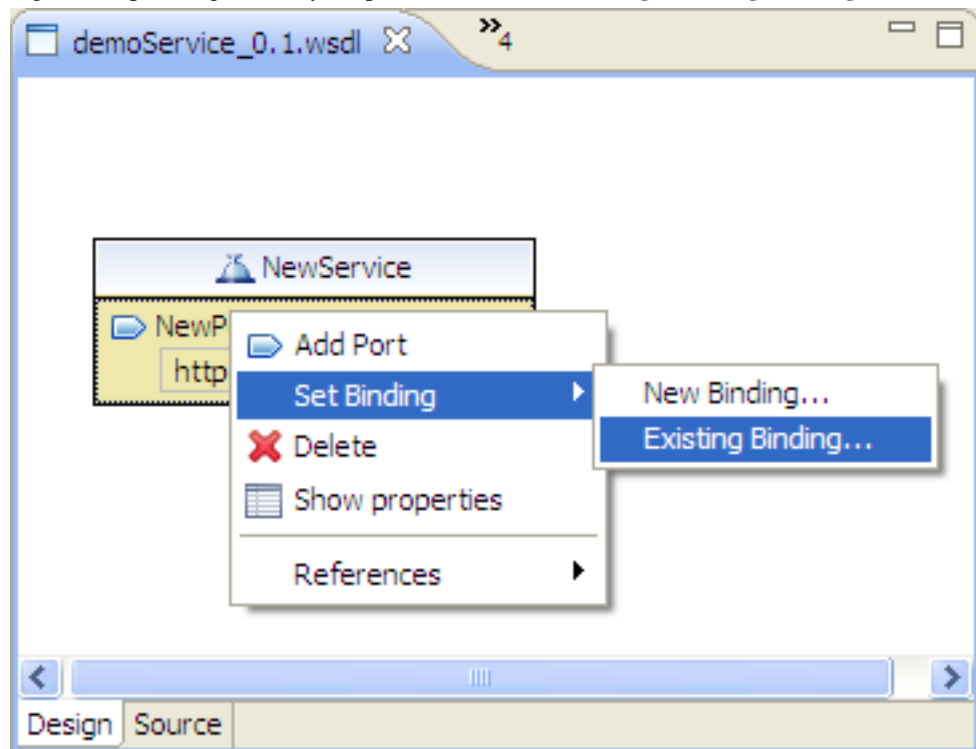 demoService_0.1.wsdl
4
NewService
NewP
http
Add Port
Set Binding
Delete
Show properties
References
New Binding...
Existing Binding...
Design
Source